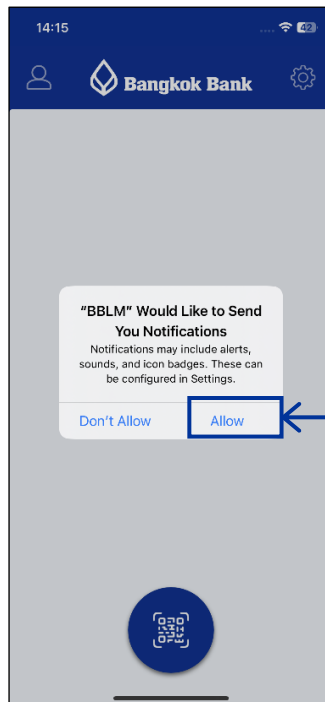 14:15
42
Bangkok Bank
"BBLM" Would Like to Send
You Notifications
Notifications may include alerts,
sounds, and icon badges. These can
be configured in Settings.
Don't Allow
Allow